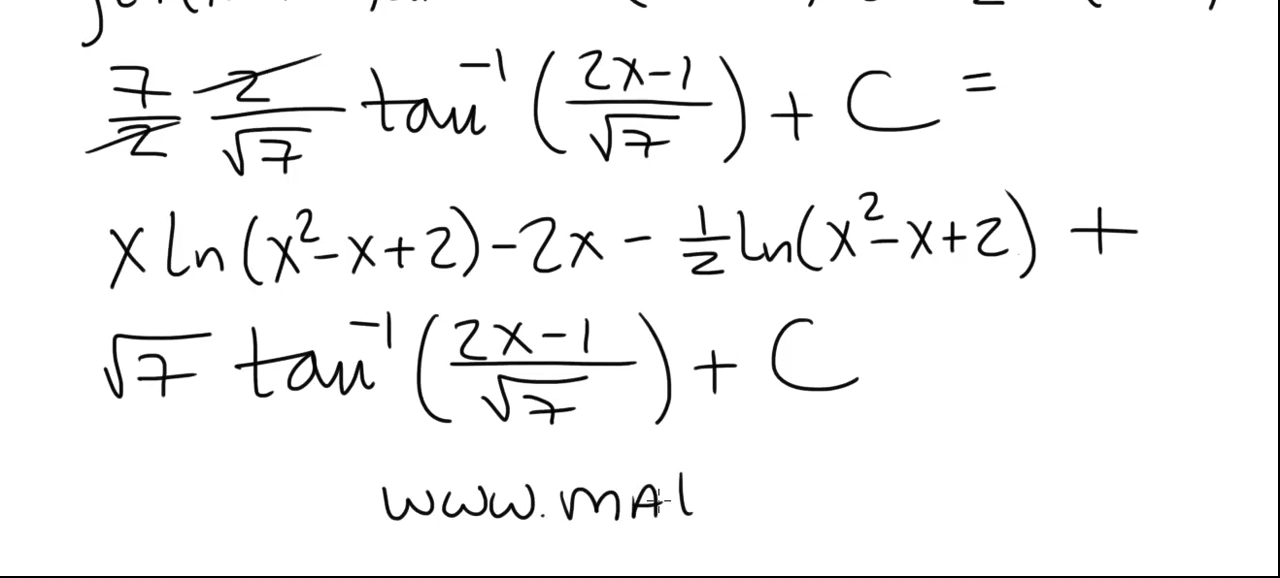 7/2 2/√7 tan⁻¹ ( (2x-1)/√7 ) + C =
x ln (x²-x+2) - 2x - 1/2 ln(x²-x+2) +
√7 tan⁻¹ ( (2x-1)/√7 ) + C
www.mAl